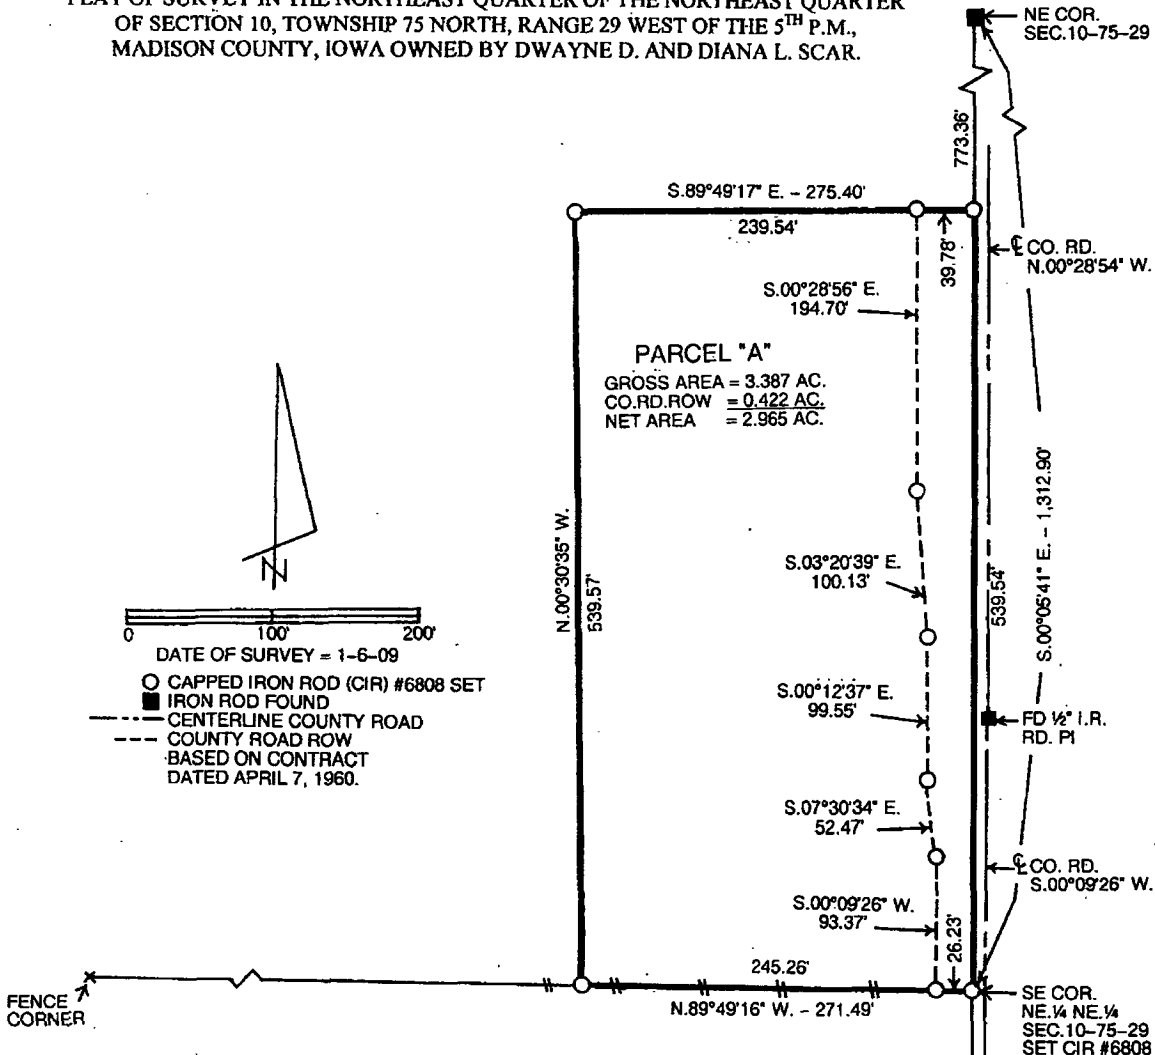 PLAT OF SURVEY IN THE NORTHEAST QUARTER OF THE NORTHEAST QUARTER
OF SECTION 10, TOWNSHIP 75 NORTH, RANGE 29 WEST OF THE 5TH P.M.,
MADISON COUNTY, IOWA OWNED BY DWAYNE D. AND DIANA L. SCAR.
NE COR.
SEC.10–75–29
773.36'
S.89°49'17" E. – 275.40'
239.54'
39.78'
℄ CO. RD.
N.00°28'54" W.
S.00°28'56" E.
194.70'
PARCEL "A"
GROSS AREA = 3.387 AC.
CO.RD.ROW = 0.422 AC.
NET AREA = 2.965 AC.
N.00°30'35" W.
539.57'
S.03°20'39" E.
100.13'
539.54'
S.00°05'41" E. – 1,312.90'
N
0 100' 200'
DATE OF SURVEY = 1–6–09
CAPPED IRON ROD (CIR) #6808 SET
IRON ROD FOUND
CENTERLINE COUNTY ROAD
COUNTY ROAD ROW
BASED ON CONTRACT
DATED APRIL 7, 1960.
S.00°12'37" E.
99.55'
FD ½" I.R.
RD. PI
S.07°30'34" E.
52.47'
℄ CO. RD.
S.00°09'26" W.
S.00°09'26" W.
93.37'
26.23'
245.26'
N.89°49'16" W. – 271.49'
FENCE
CORNER
SE COR.
NE.¼ NE.¼
SEC.10–75–29
SET CIR #6808